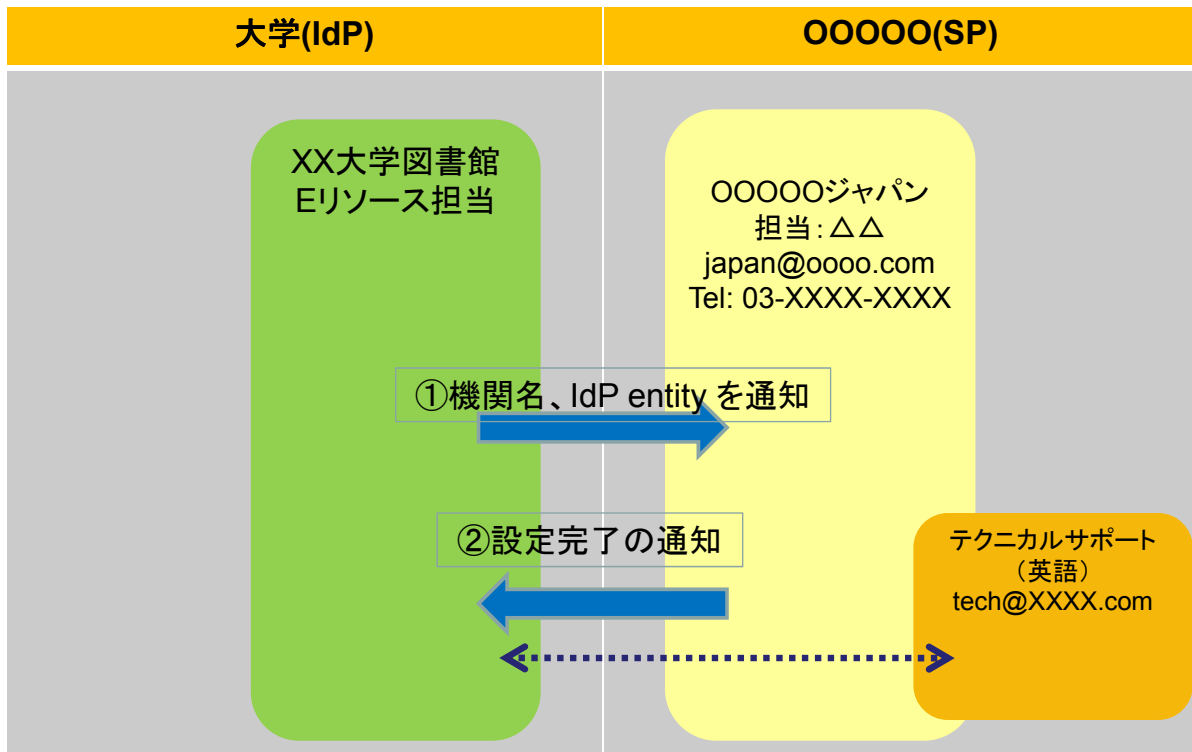 大学(IdP)
OOOOO(SP)
XX大学図書館
Eリソース担当
OOOOOジャパン
担当：△△
japan@oooo.com
Tel: 03-XXXX-XXXX
①機関名、IdP entity を通知
②設定完了の通知
テクニカルサポート
（英語）
tech@XXXX.com